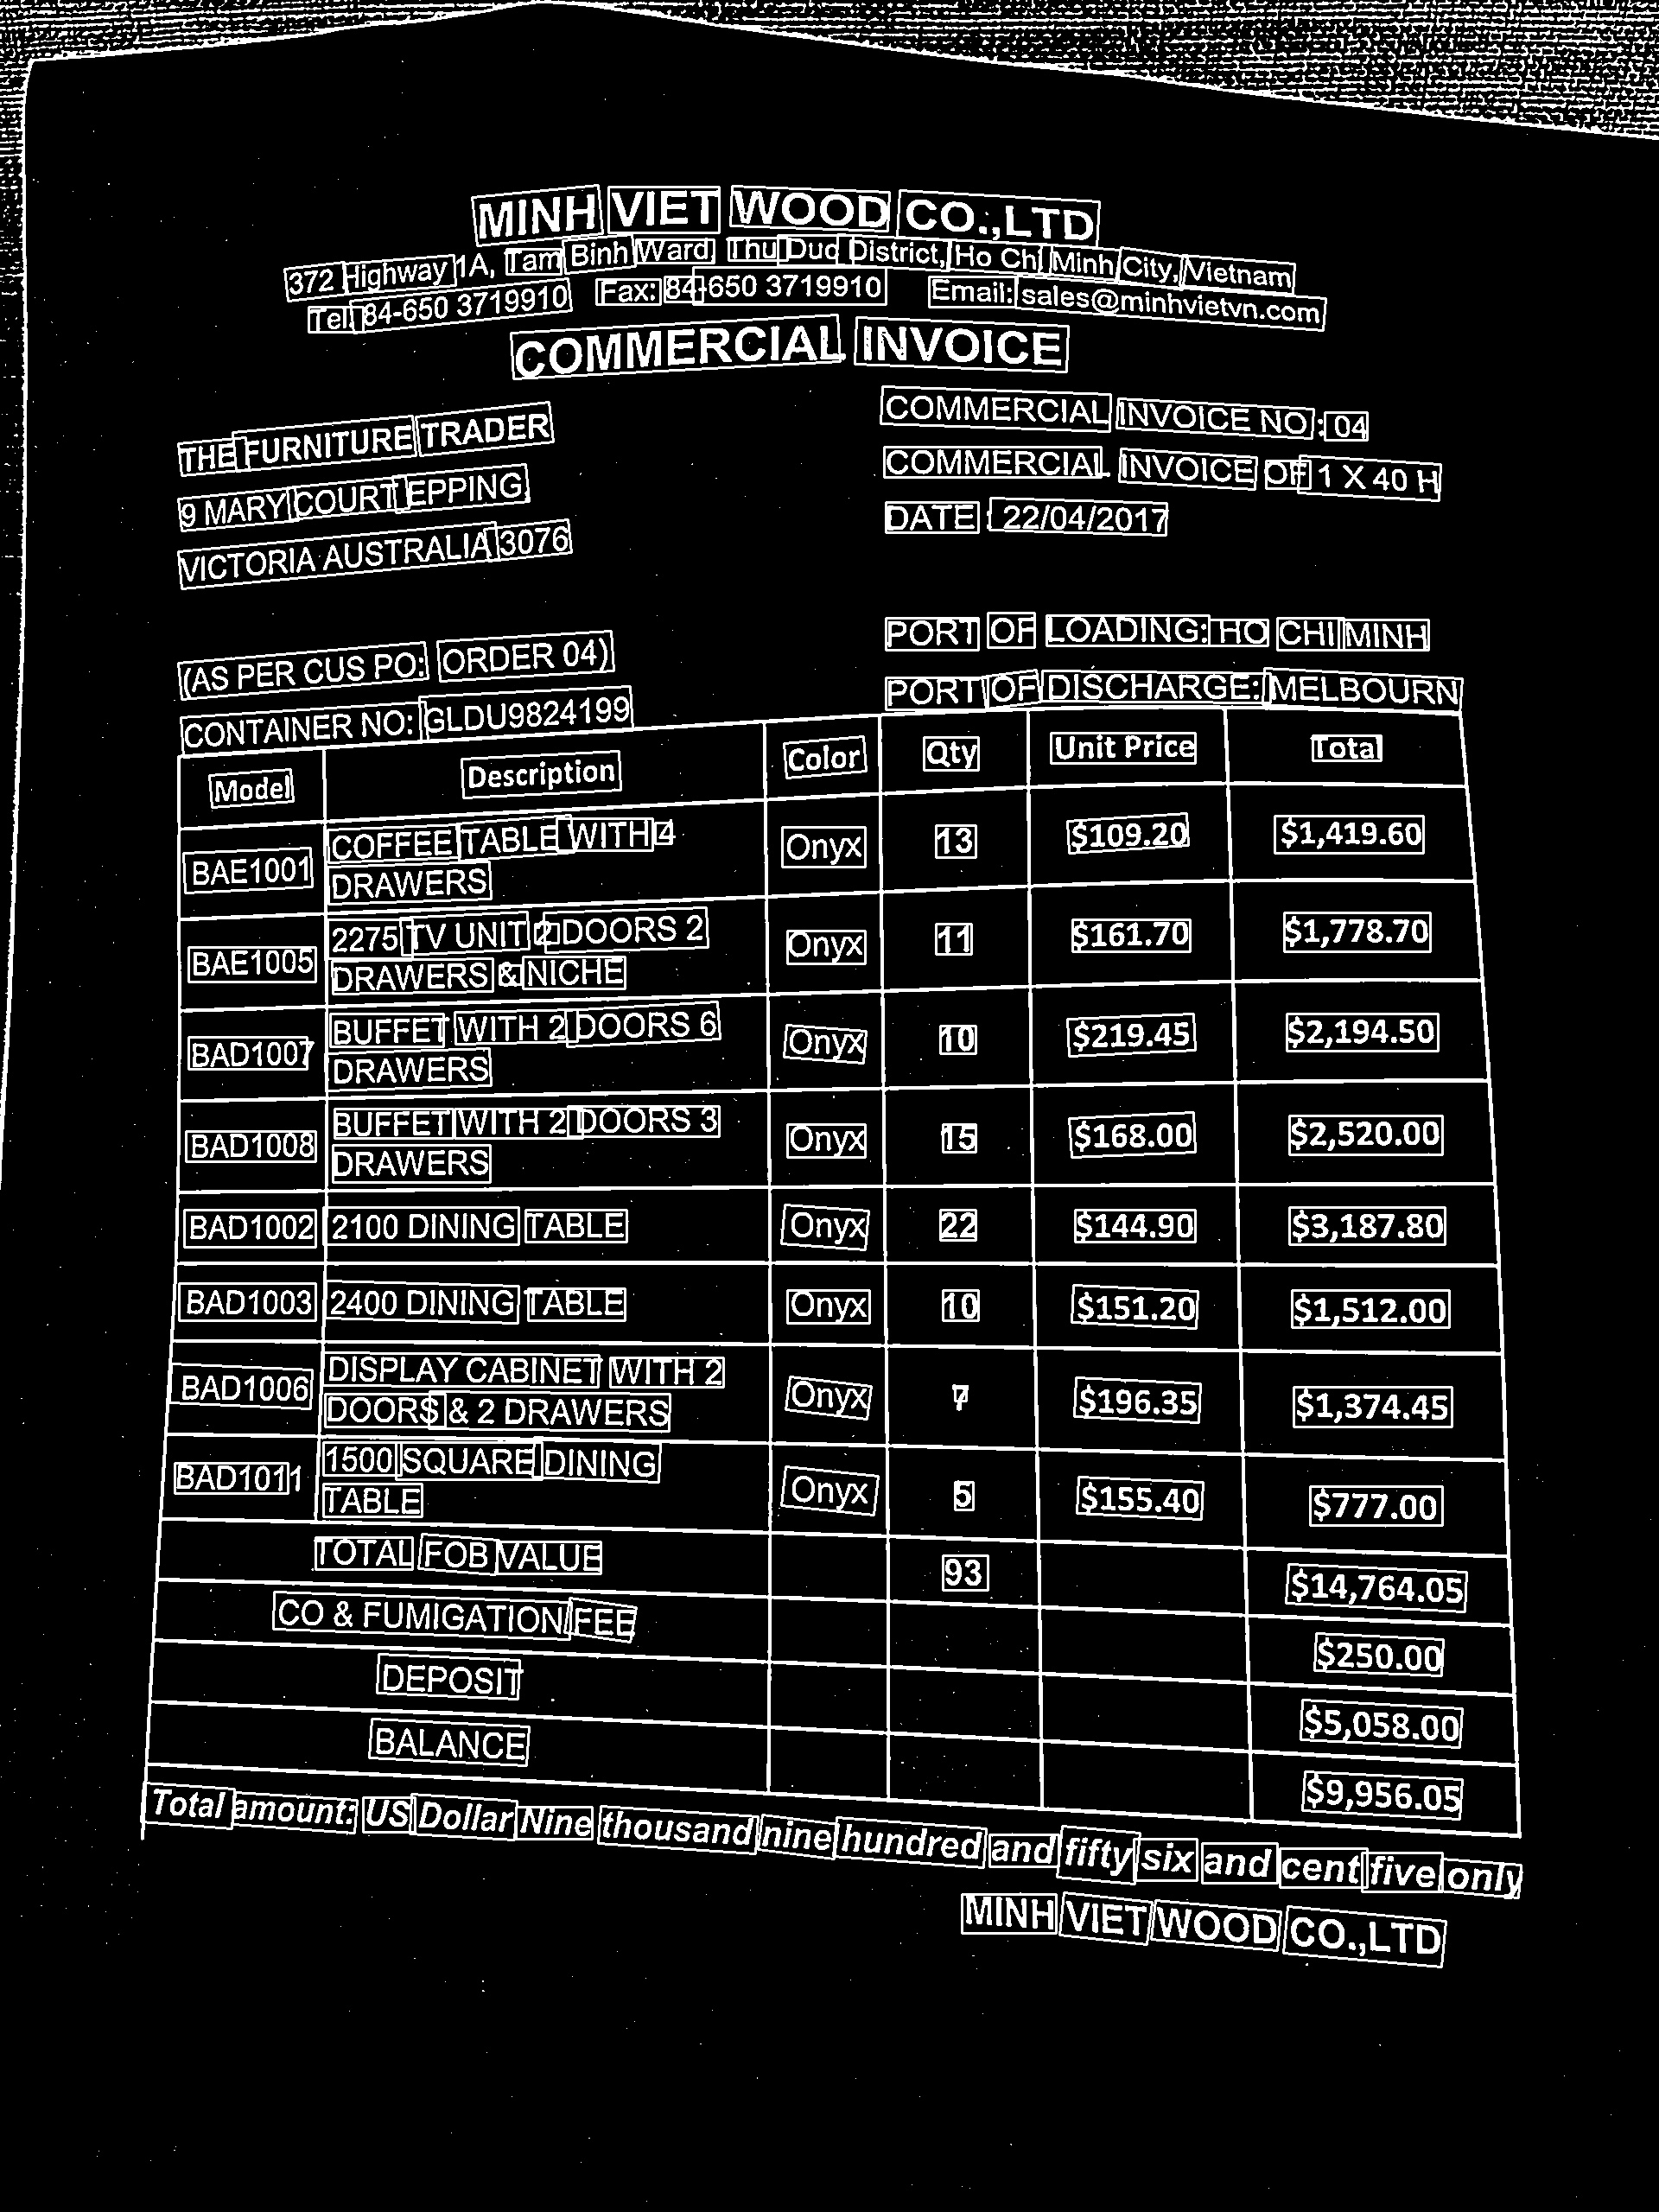 MINH VIET WOOD CO.,LTD
372 Highway 1A, Tam Binh Ward, Thu Duc District, Ho Chi Minh City, Vietnam
Tel: 84-650 3719910 Fax: 84-650 3719910 Email: sales@minhvietvn.com
COMMERCIAL INVOICE
THE FURNITURE TRADER
COMMERCIAL INVOICE NO : 04
9 MARY COURT EPPING
COMMERCIAL INVOICE OF 1 X 40 H
VICTORIA AUSTRALIA 3076
DATE : 22/04/2017
(AS PER CUS PO: ORDER 04)
PORT OF LOADING: HO CHI MINH
CONTAINER NO: GLDU9824199
PORT OF DISCHARGE: MELBOURN
Model Description Color Qty Unit Price Total
BAE1001 COFFEE TABLE WITH 4 DRAWERS Onyx 13 $109.20 $1,419.60
BAE1005 2275 TV UNIT 2 DOORS 2 DRAWERS & NICHE Onyx 11 $161.70 $1,778.70
BAD1007 BUFFET WITH 2 DOORS 6 DRAWERS Onyx 10 $219.45 $2,194.50
BAD1008 BUFFET WITH 2 DOORS 3 DRAWERS Onyx 15 $168.00 $2,520.00
BAD1002 2100 DINING TABLE Onyx 22 $144.90 $3,187.80
BAD1003 2400 DINING TABLE Onyx 10 $151.20 $1,512.00
BAD1006 DISPLAY CABINET WITH 2 DOORS & 2 DRAWERS Onyx 7 $196.35 $1,374.45
BAD1011 1500 SQUARE DINING TABLE Onyx 5 $155.40 $777.00
TOTAL FOB VALUE 93 $14,764.05
CO & FUMIGATION FEE $250.00
DEPOSIT $5,058.00
BALANCE $9,956.05
Total amount: US Dollar Nine thousand nine hundred and fifty six and cent five only
MINH VIET WOOD CO.,LTD